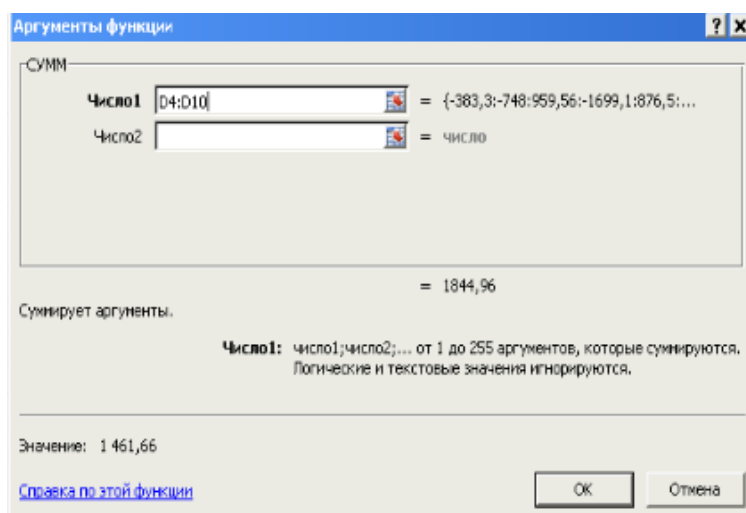 Аргументы функции
СУММ
Число1 D4:D10 = {-383,3:-748:959,56:-1699,1:876,5:...
Число2 = число
= 1844,96
Суммирует аргументы.
Число1: число1;число2;... от 1 до 255 аргументов, которые суммируются.
Логические и текстовые значения игнорируются.
Значение: 1 461,66
Справка по этой функции
ОК
Отмена